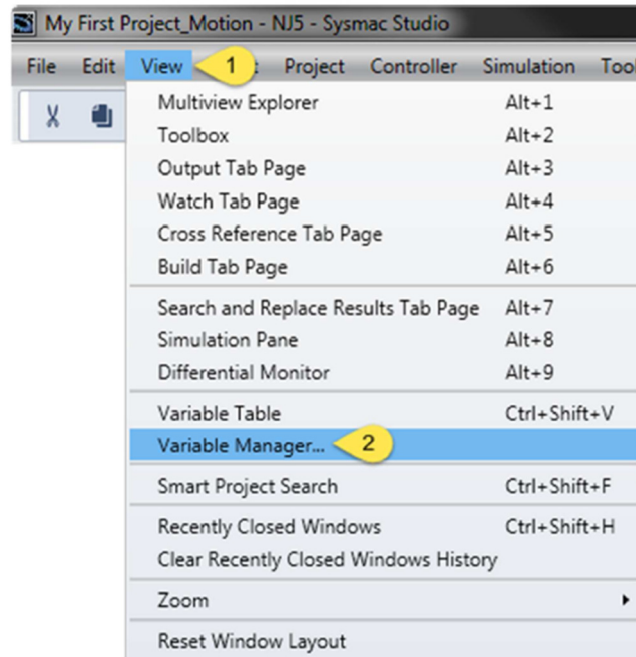 My First Project_Motion - NJ5 - Sysmac Studio
File Edit View 1 t Project Controller Simulation Tool
Multiview Explorer Alt+1
Toolbox Alt+2
Output Tab Page Alt+3
Watch Tab Page Alt+4
Cross Reference Tab Page Alt+5
Build Tab Page Alt+6
Search and Replace Results Tab Page Alt+7
Simulation Pane Alt+8
Differential Monitor Alt+9
Variable Table Ctrl+Shift+V
Variable Manager... 2
Smart Project Search Ctrl+Shift+F
Recently Closed Windows Ctrl+Shift+H
Clear Recently Closed Windows History
Zoom
Reset Window Layout